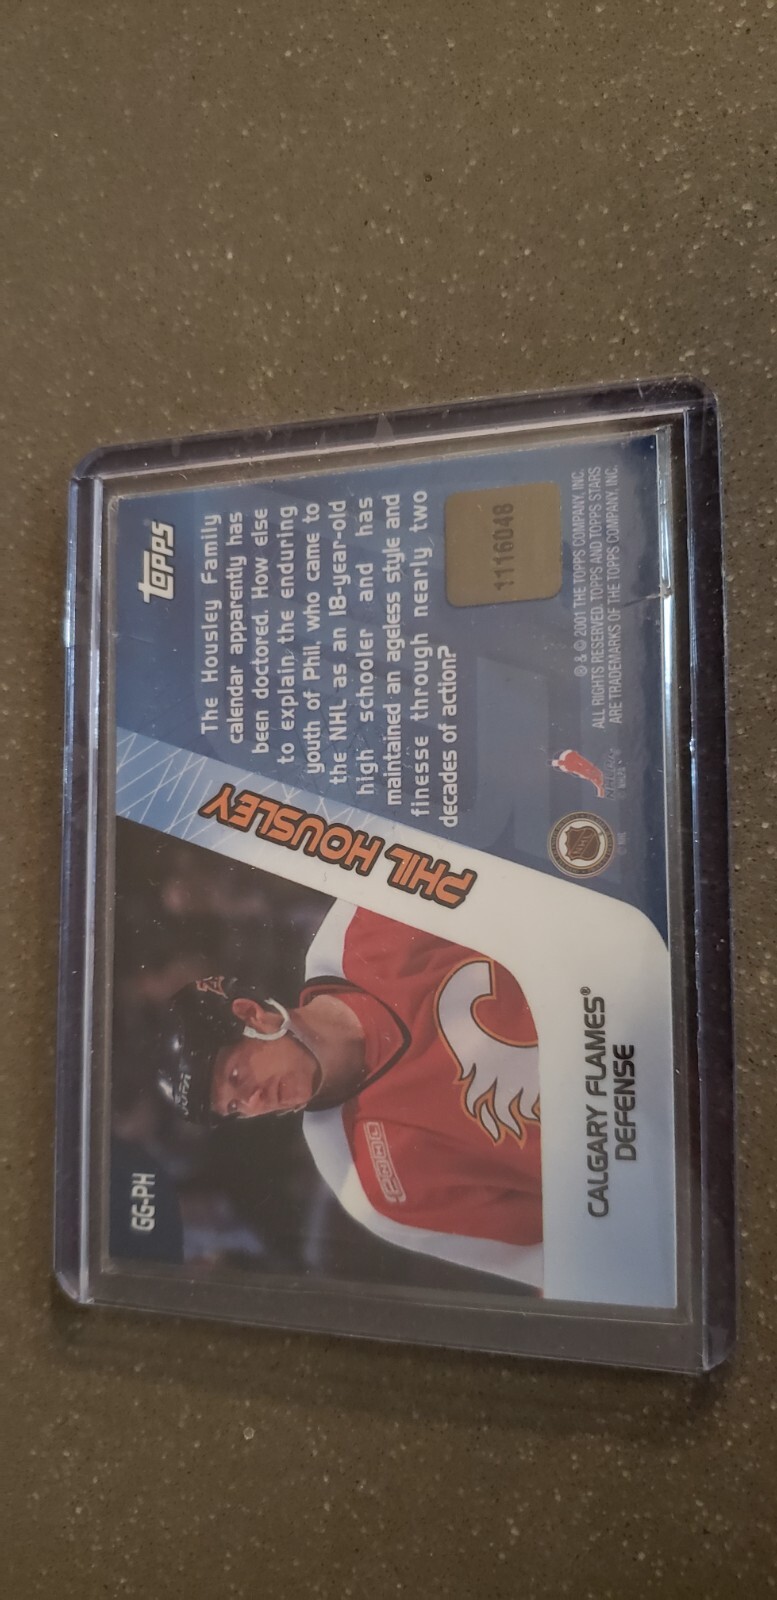 GG-PH
topps
PHIL HOUSLEY
The Housley Family
calendar apparently has
been doctored. How else
to explain the enduring
youth of Phil, who came to
the NHL as an 18-year-old
high schooler and has
maintained an ageless style and
finesse through nearly two
decades of action?
1116048
CALGARY FLAMES®
DEFENSE
® & © 2001 THE TOPPS COMPANY, INC.
ALL RIGHTS RESERVED. TOPPS AND TOPPS STARS
ARE TRADEMARKS OF THE TOPPS COMPANY, INC.
NHL
© NHL
NHLPA